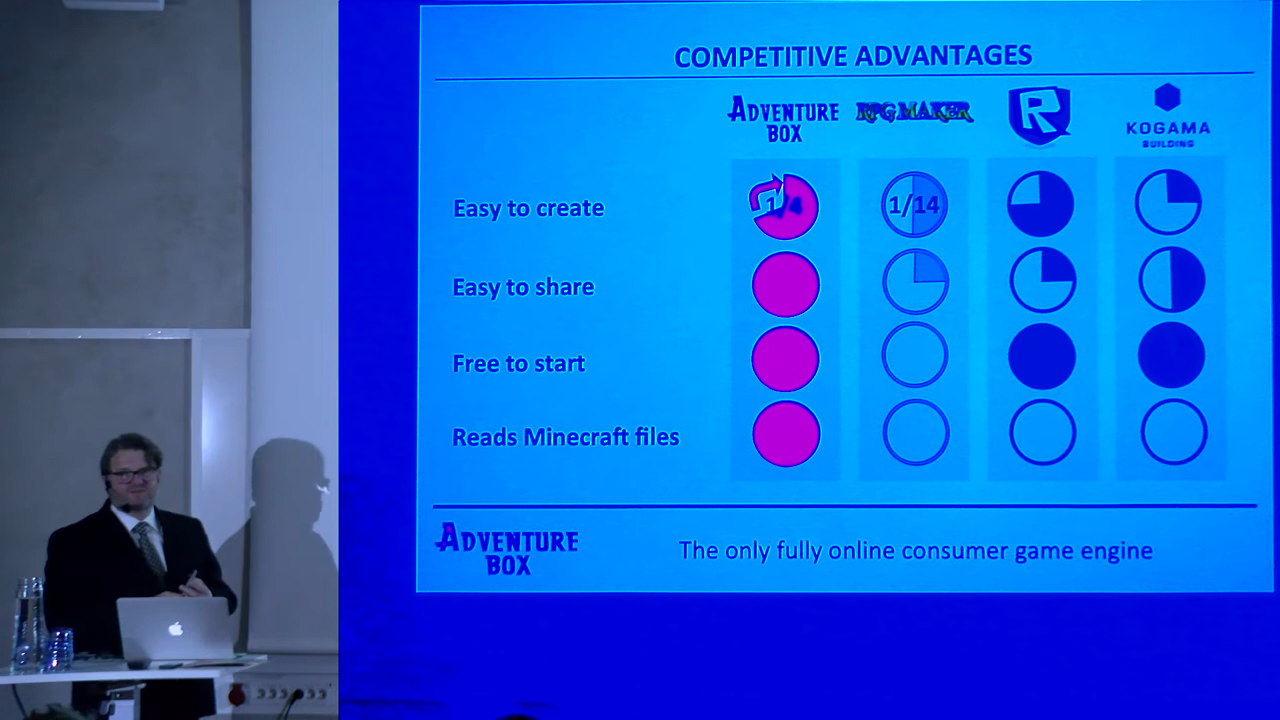 COMPETITIVE ADVANTAGES
ADVENTURE BOX
RPG MAKER
R
KOGAMA
BUILDING
Easy to create
1/4
1/14
Easy to share
Free to start
Reads Minecraft files
ADVENTURE BOX
The only fully online consumer game engine